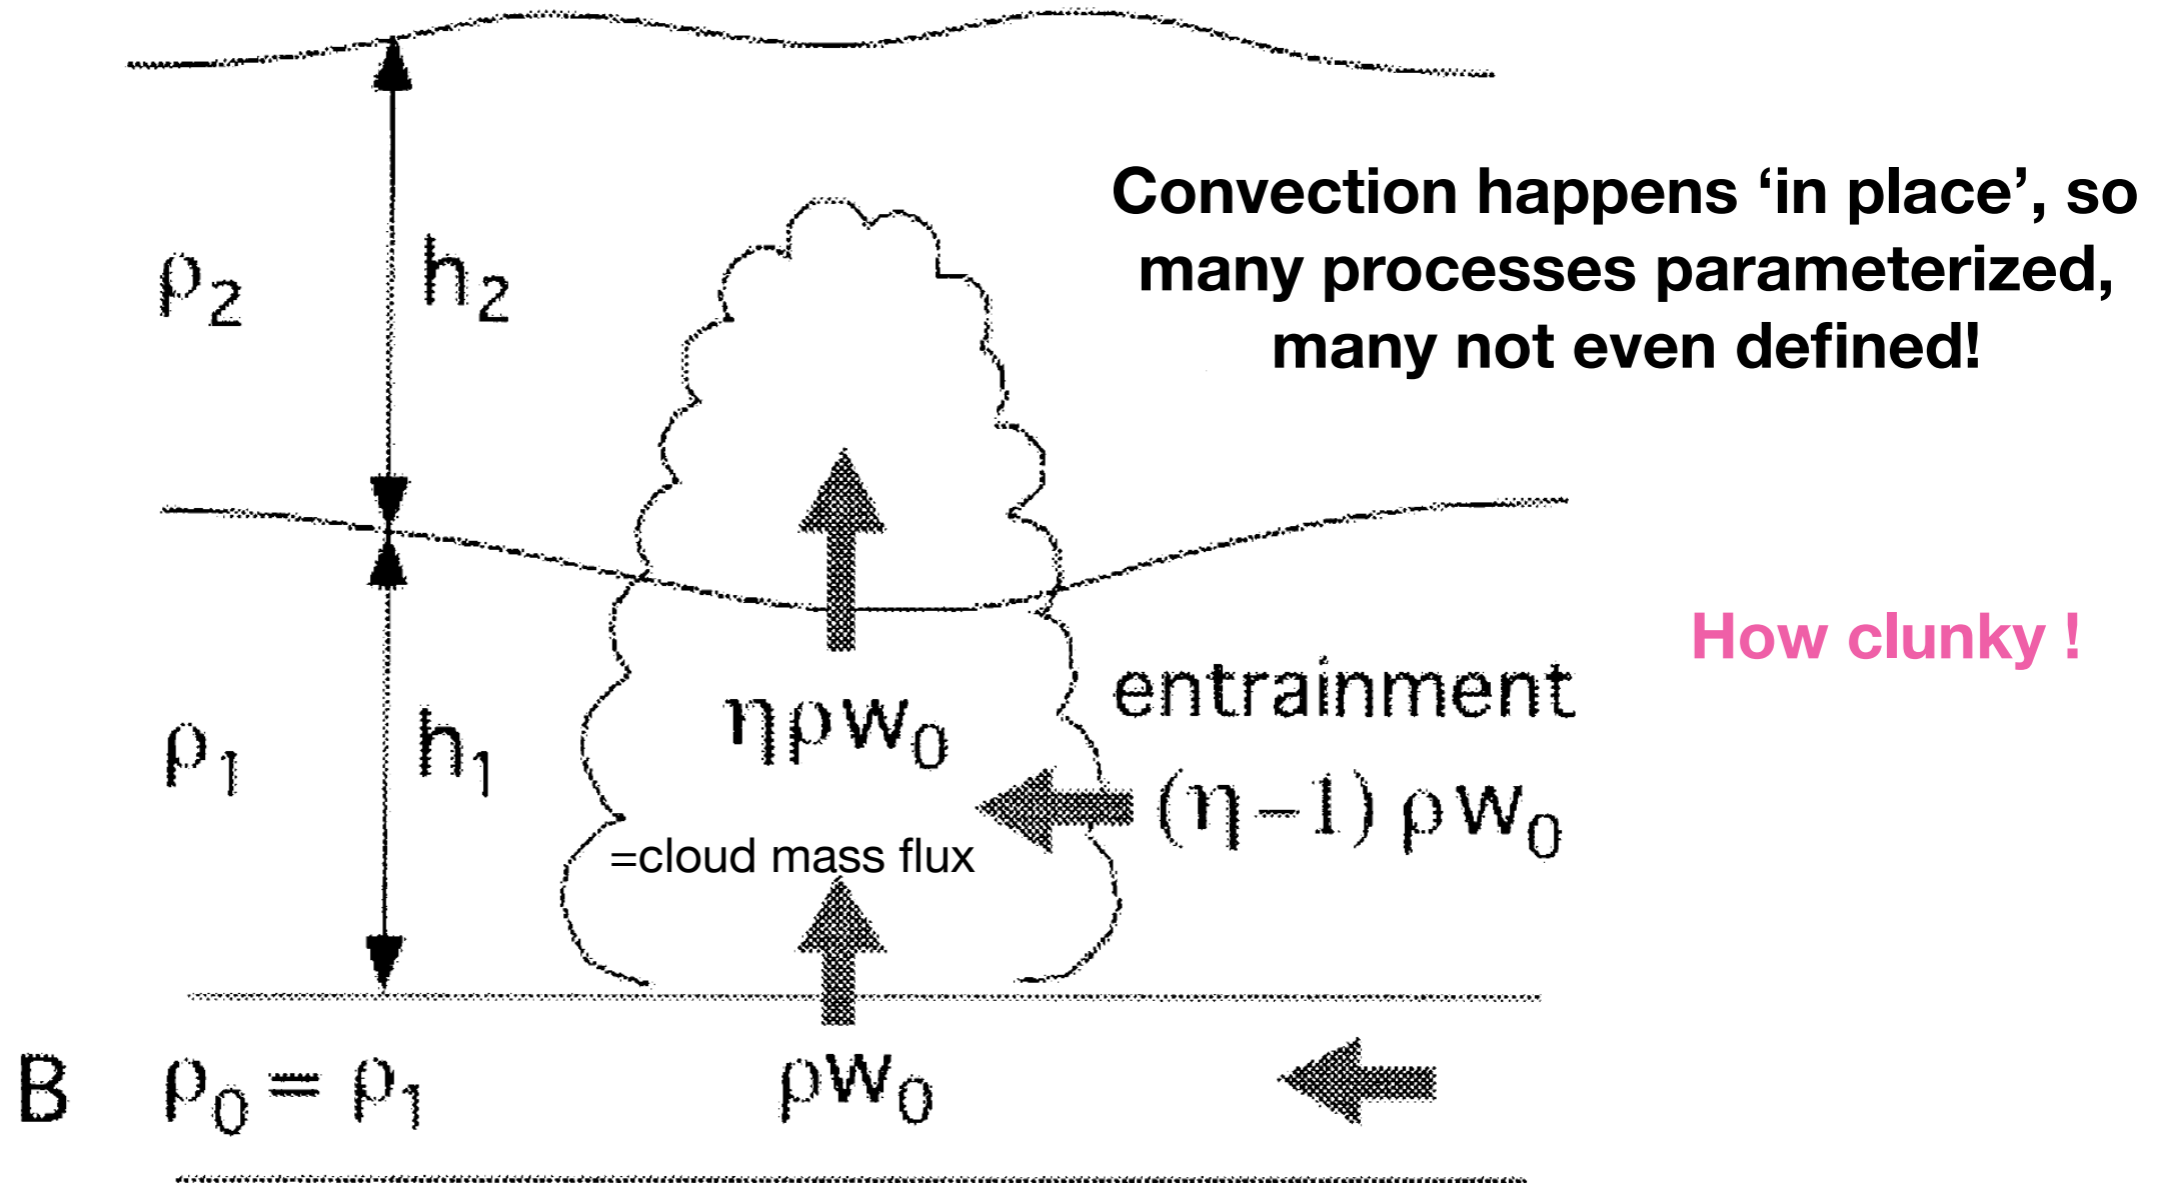 Convection happens ‘in place’, so
many processes parameterized,
many not even defined!
ρ₂
h₂
How clunky !
entrainment
ηρw₀
ρ₁
h₁
(η−1) ρw₀
=cloud mass flux
B ρ₀ = ρ₁
ρw₀